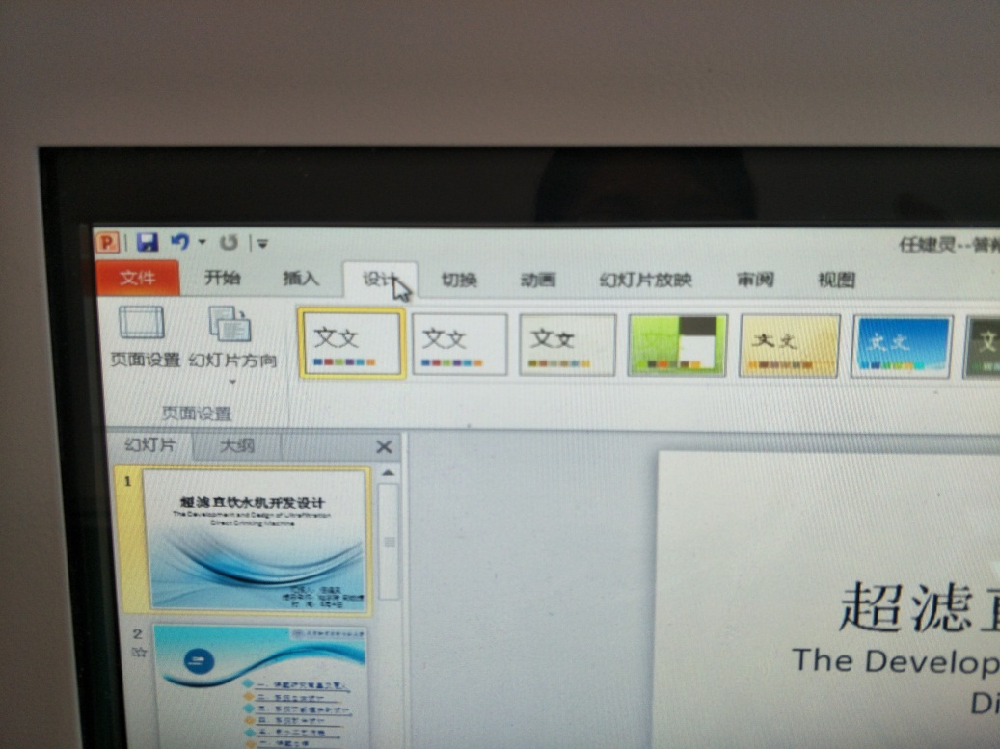 任婕灵--答
文件 开始 插入 设计 切换 动画 幻灯片放映 审阅 视图
文文 文文 文文 文文 文文 文
页面设置 幻灯片方向
页面设置
幻灯片 大纲
1
超滤直饮水机开发设计
The Development and Design of Ultrafiltration
Direct Drinking Machine
2
超滤直
The Develop
Di